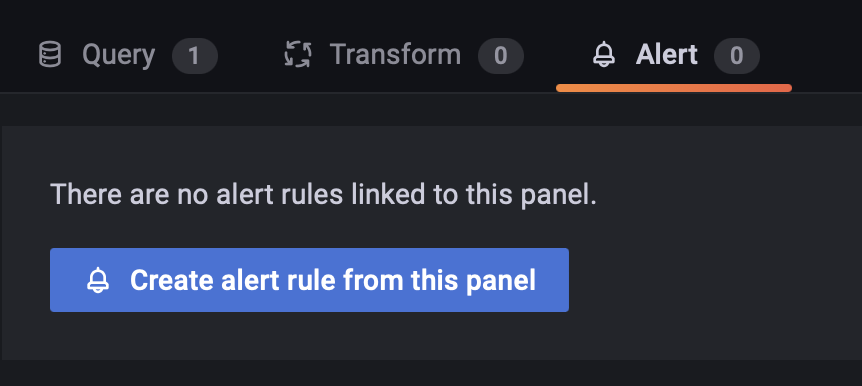 Query 1 Transform 0 Alert 0
There are no alert rules linked to this panel.
Create alert rule from this panel